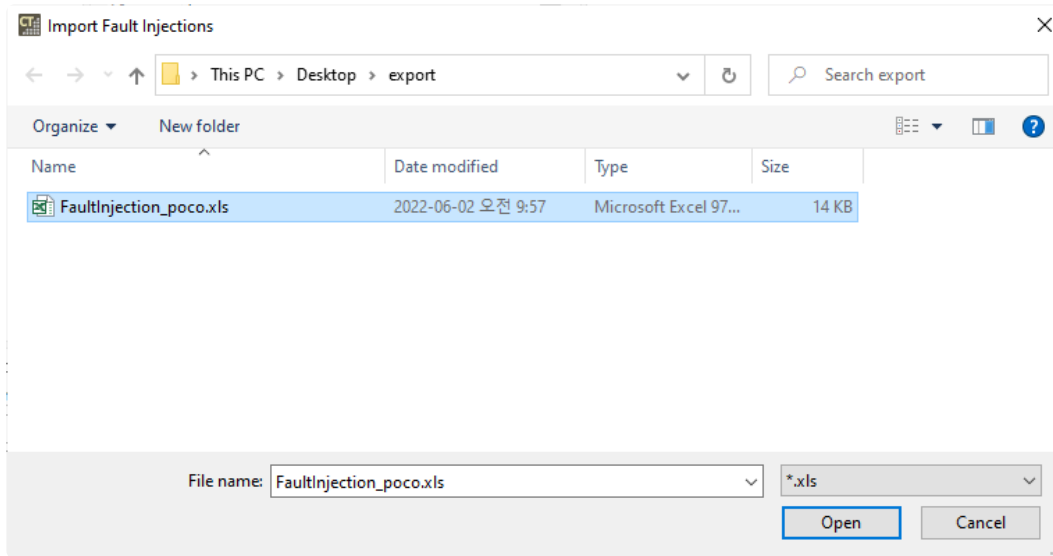 CT Import Fault Injections
This PC > Desktop > export
Search export
Organize
New folder
Name
Date modified
Type
Size
FaultInjection_poco.xls
2022-06-02 오전 9:57
Microsoft Excel 97...
14 KB
File name:
FaultInjection_poco.xls
*.xls
Open
Cancel